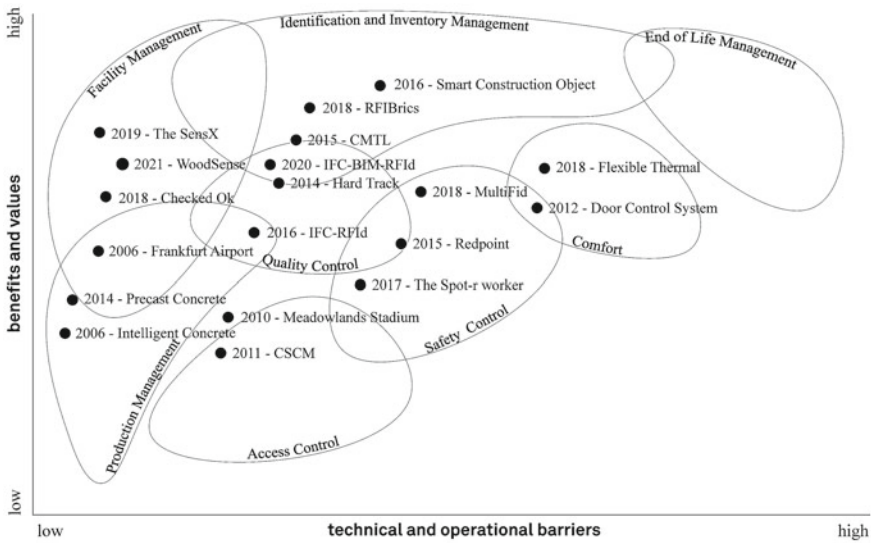 high
Facility Management
Identification and Inventory Management
End of Life Management
2016 - Smart Construction Object
2018 - RFIBrics
2019 - The SensX
2015 - CMTL
2021 - WoodSense
2020 - IFC-BIM-RFId
2018 - Flexible Thermal
2014 - Hard Track
2018 - MultiFid
2018 - Checked Ok
2012 - Door Control System
2016 - IFC-RFId
2006 - Frankfurt Airport
2015 - Redpoint
Comfort
Quality Control
2017 - The Spot-r worker
2014 - Precast Concrete
2010 - Meadowlands Stadium
2006 - Intelligent Concrete
Safety Control
2011 - CSCM
Production Management
Access Control
benefits and values
low
low
technical and operational barriers
high